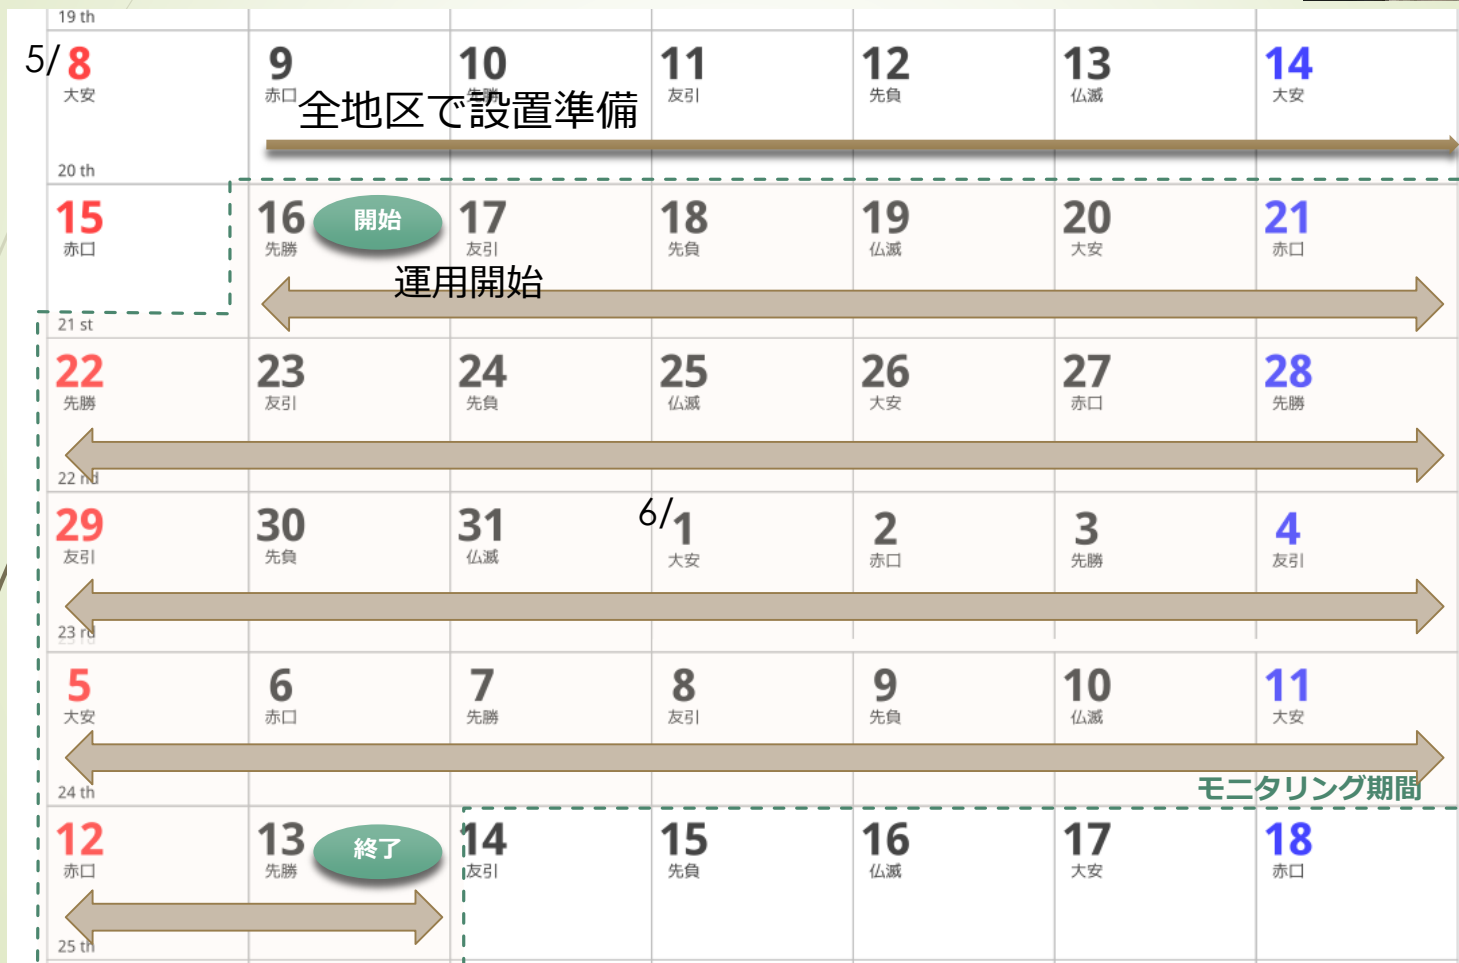 19 th
5/ 8 9 10 11 12 13 14
大安 赤口 先勝 友引 先負 仏滅 大安
全地区で設置準備
20 th
15 16 開始 17 18 19 20 21
赤口 先勝 友引 先負 仏滅 大安 赤口
運用開始
21 st
22 23 24 25 26 27 28
先勝 友引 先負 仏滅 大安 赤口 先勝
22 nd
29 30 31 6/ 1 2 3 4
友引 先負 仏滅 大安 赤口 先勝 友引
23 rd
5 6 7 8 9 10 11
大安 赤口 先勝 友引 先負 仏滅 大安
モニタリング期間
24 th
12 13 終了 14 15 16 17 18
赤口 先勝 友引 先負 仏滅 大安 赤口
25 th